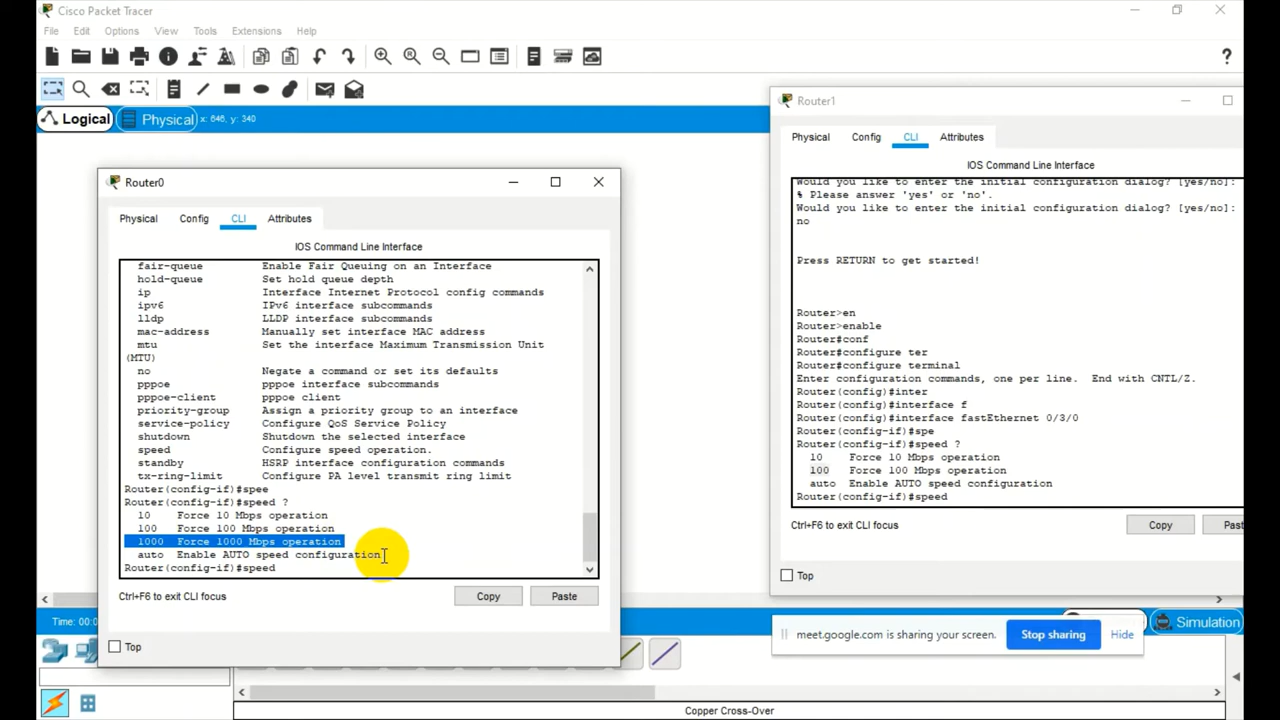 Cisco Packet Tracer
File Edit Options View Tools Extensions Help
?
Logical Physical x: 646, y: 340
Router0
Physical Config CLI Attributes
IOS Command Line Interface
fair-queue Enable Fair Queuing on an Interface
hold-queue Set hold queue depth
ip Interface Internet Protocol config commands
ipv6 IPv6 interface subcommands
lldp LLDP interface subcommands
mac-address Manually set interface MAC address
mtu Set the interface Maximum Transmission Unit
(MTU)
no Negate a command or set its defaults
pppoe pppoe interface subcommands
pppoe-client pppoe client
priority-group Assign a priority group to an interface
service-policy Configure QoS Service Policy
shutdown Shutdown the selected interface
speed Configure speed operation.
standby HSRP interface configuration commands
tx-ring-limit Configure PA level transmit ring limit
Router(config-if)#spee
Router(config-if)#speed ?
10 Force 10 Mbps operation
100 Force 100 Mbps operation
1000 Force 1000 Mbps operation
auto Enable AUTO speed configuration
Router(config-if)#speed
Ctrl+F6 to exit CLI focus
Copy Paste
Top
Router1
Physical Config CLI Attributes
IOS Command Line Interface
Would you like to enter the initial configuration dialog? [yes/no]:
% Please answer 'yes' or 'no'.
Would you like to enter the initial configuration dialog? [yes/no]:
no
Press RETURN to get started!
Router>en
Router>enable
Router#conf
Router#configure ter
Router#configure terminal
Enter configuration commands, one per line. End with CNTL/Z.
Router(config)#inter
Router(config)#interface f
Router(config)#interface fastEthernet 0/3/0
Router(config-if)#spe
Router(config-if)#speed ?
10 Force 10 Mbps operation
100 Force 100 Mbps operation
auto Enable AUTO speed configuration
Router(config-if)#speed
Ctrl+F6 to exit CLI focus
Copy
Top
Time: 00:0
Simulation
meet.google.com is sharing your screen. Stop sharing Hide
Copper Cross-Over